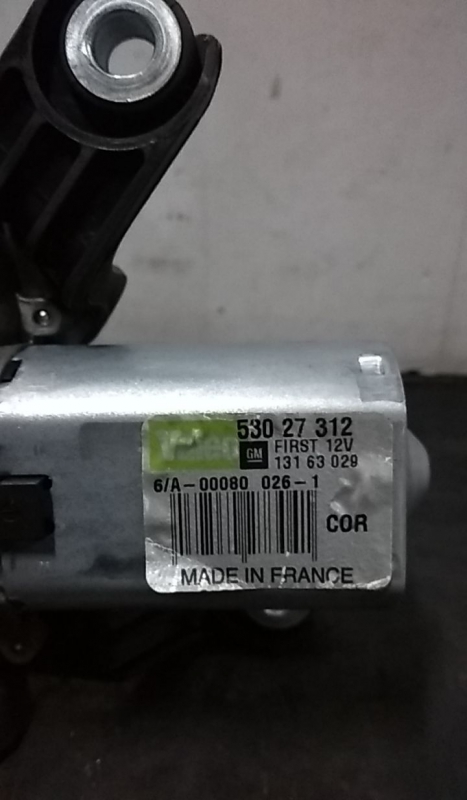 Valeo 530 27 312
GM FIRST 12V
131 63 029
6/A-00080 026-1
COR
MADE IN FRANCE